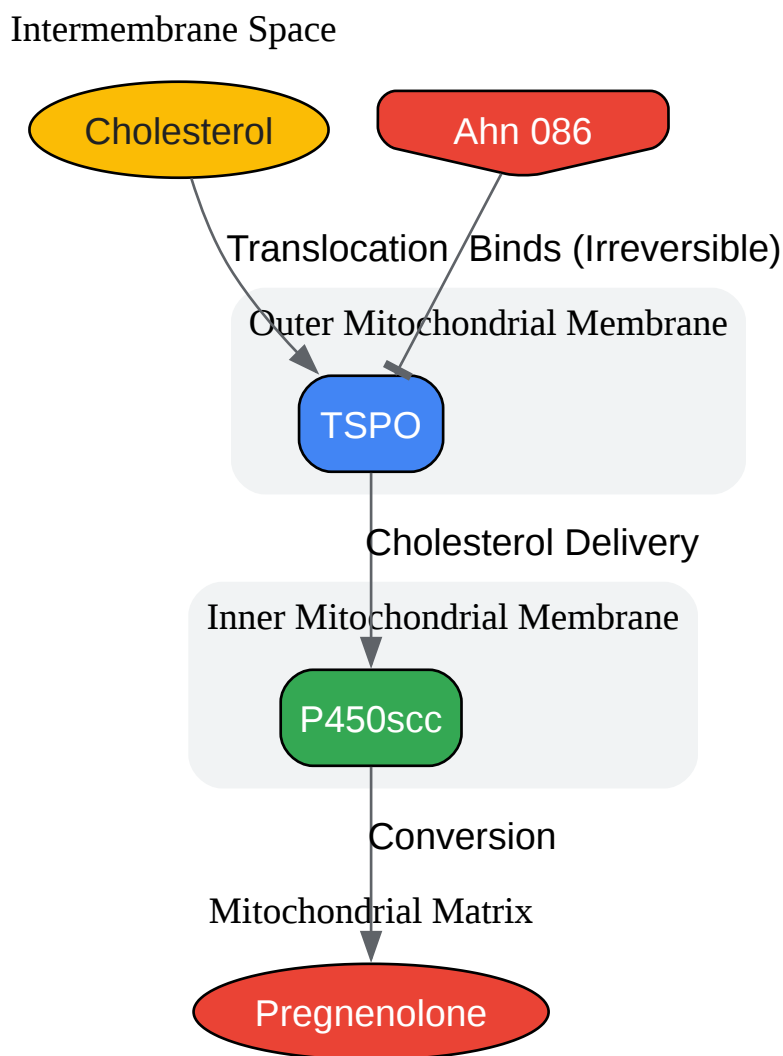 Intermembrane Space
Cholesterol
Ahn 086
Translocation
Binds (Irreversible)
Outer Mitochondrial Membrane
TSPO
Cholesterol Delivery
Inner Mitochondrial Membrane
P450scc
Conversion
Mitochondrial Matrix
Pregnenolone